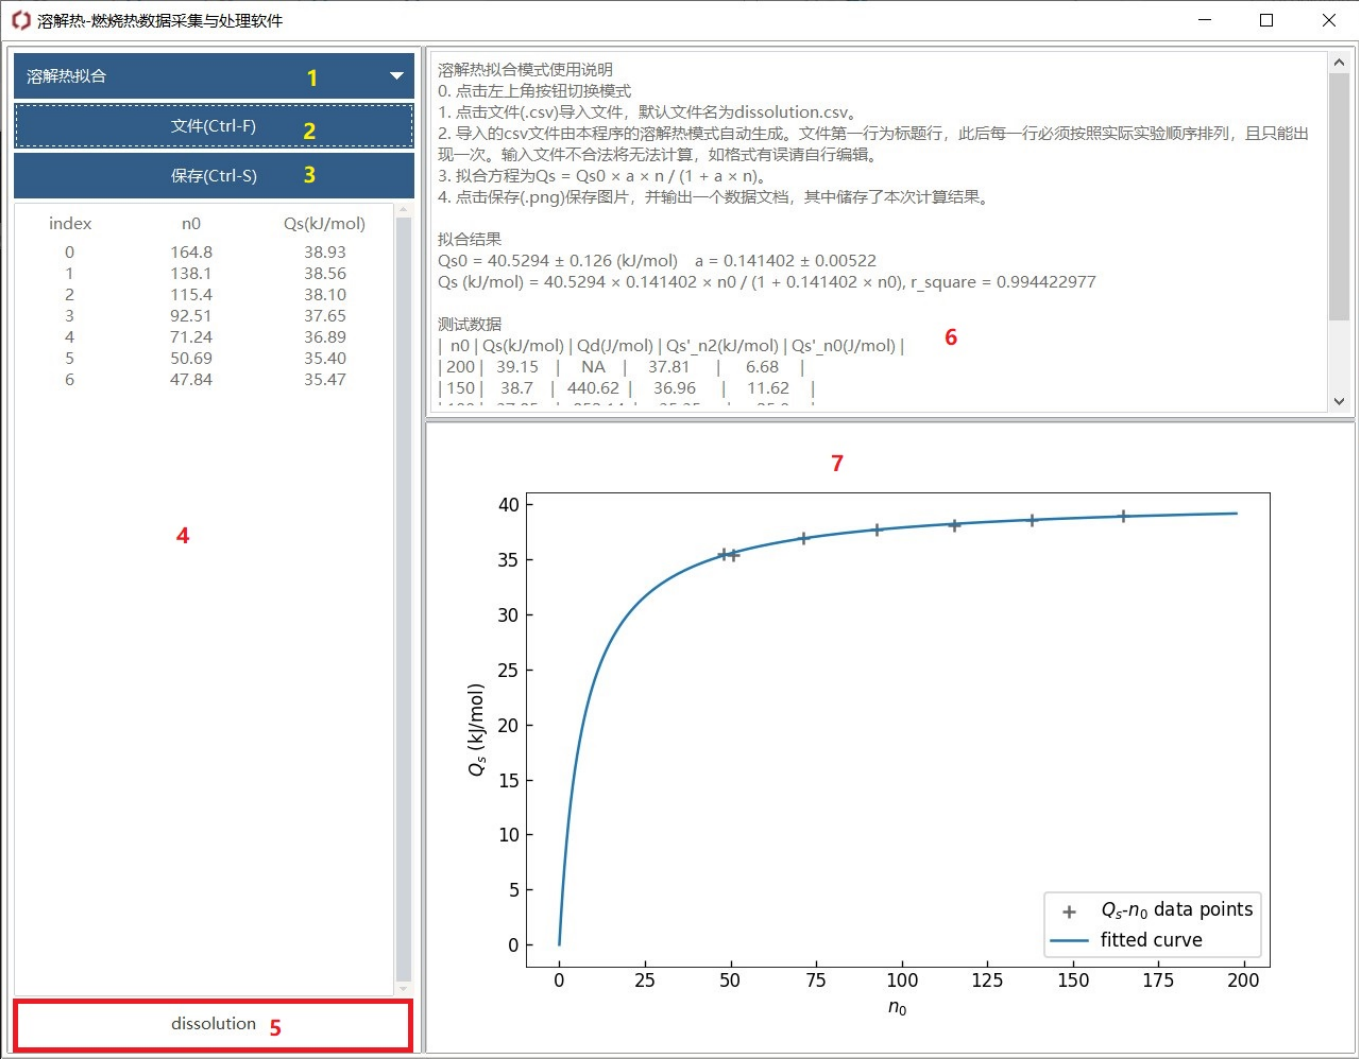 溶解热-燃烧热数据采集与处理软件
溶解热拟合 1
文件(Ctrl-F) 2
保存(Ctrl-S) 3
index n0 Qs(kJ/mol)
0 164.8 38.93
1 138.1 38.56
2 115.4 38.10
3 92.51 37.65
4 71.24 36.89
5 50.69 35.40
6 47.84 35.47
4
dissolution 5
溶解热拟合模式使用说明
0. 点击左上角按钮切换模式
1. 点击文件(.csv)导入文件，默认文件名为dissolution.csv。
2. 导入的csv文件由本程序的溶解热模式自动生成。文件第一行为标题行，此后每一行必须按照实际实验顺序排列，且只能出
现一次。输入文件不合法将无法计算，如格式有误请自行编辑。
3. 拟合方程为Qs = Qs0 × a × n / (1 + a × n)。
4. 点击保存(.png)保存图片，并输出一个数据文档，其中储存了本次计算结果。
拟合结果
Qs0 = 40.5294 ± 0.126 (kJ/mol) a = 0.141402 ± 0.00522
Qs (kJ/mol) = 40.5294 × 0.141402 × n0 / (1 + 0.141402 × n0), r_square = 0.994422977
测试数据
| n0 | Qs(kJ/mol) | Qd(J/mol) | Qs'_n2(kJ/mol) | Qs'_n0(J/mol) |
| 200 | 39.15 | NA | 37.81 | 6.68 |
| 150 | 38.7 | 440.62 | 36.96 | 11.62 |
6
7
40
35
30
25
20
15
10
5
0
Qs (kJ/mol)
0 25 50 75 100 125 150 175 200
n0
Qs-n0 data points
fitted curve